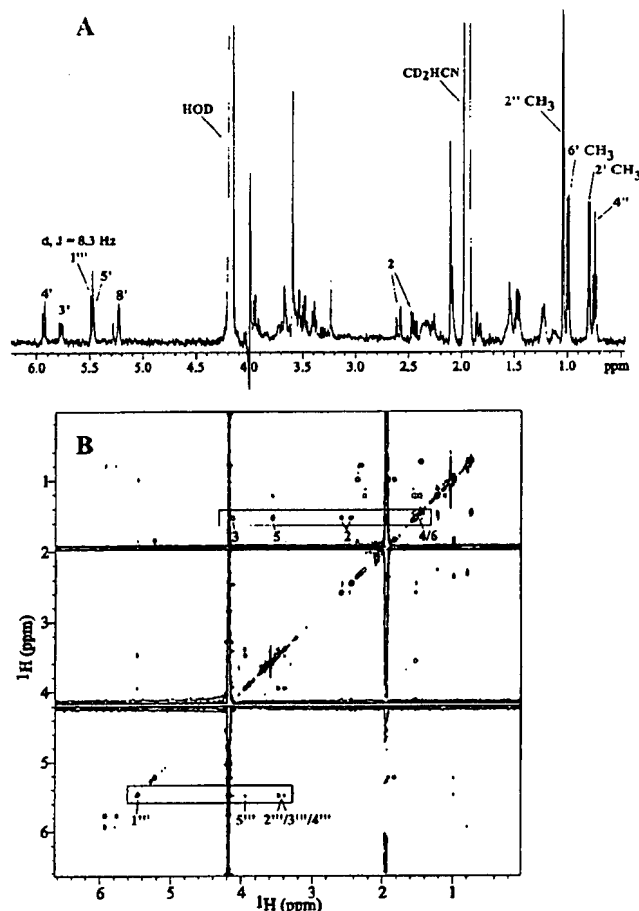 A
HOD
CD₂HCN
2'' CH₃
6' CH₃
2' CH₃
4''
d, J = 8.3 Hz
1'''
5'
4'
3'
8'
2
6.0 5.5 5.0 4.5 4.0 3.5 3.0 2.5 2.0 1.5 1.0 ppm
B
1
2
3
4
5
6
3 5 2 4/6
1''' 5''' 2'''/3'''/4'''
¹H (ppm)
6 5 4 3 2 1
¹H (ppm)